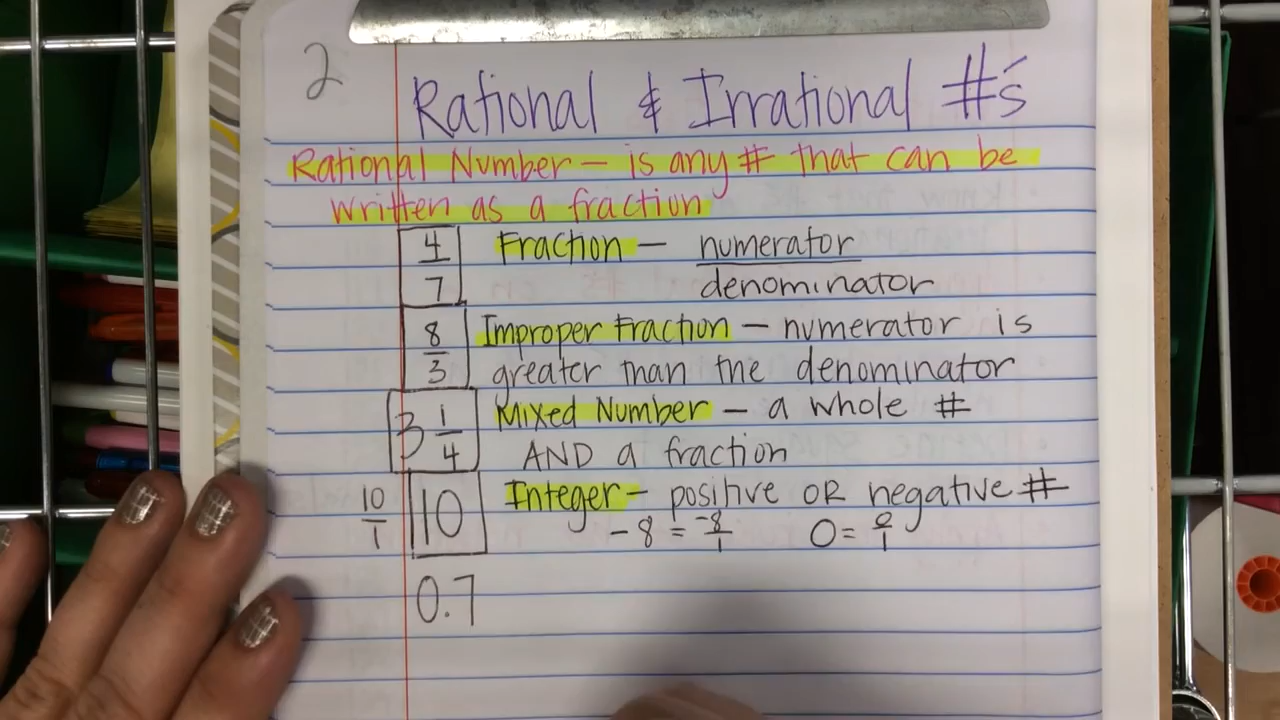 2
Rational & Irrational #'s
Rational Number – is any # that can be
written as a fraction
4/7 Fraction – numerator/denominator
8/3 Improper Fraction – numerator is
greater than the denominator
3 1/4 Mixed Number – a whole #
AND a fraction
10/1 10 Integer – positive OR negative #
-8 = -8/1 0 = 0/1
0.7